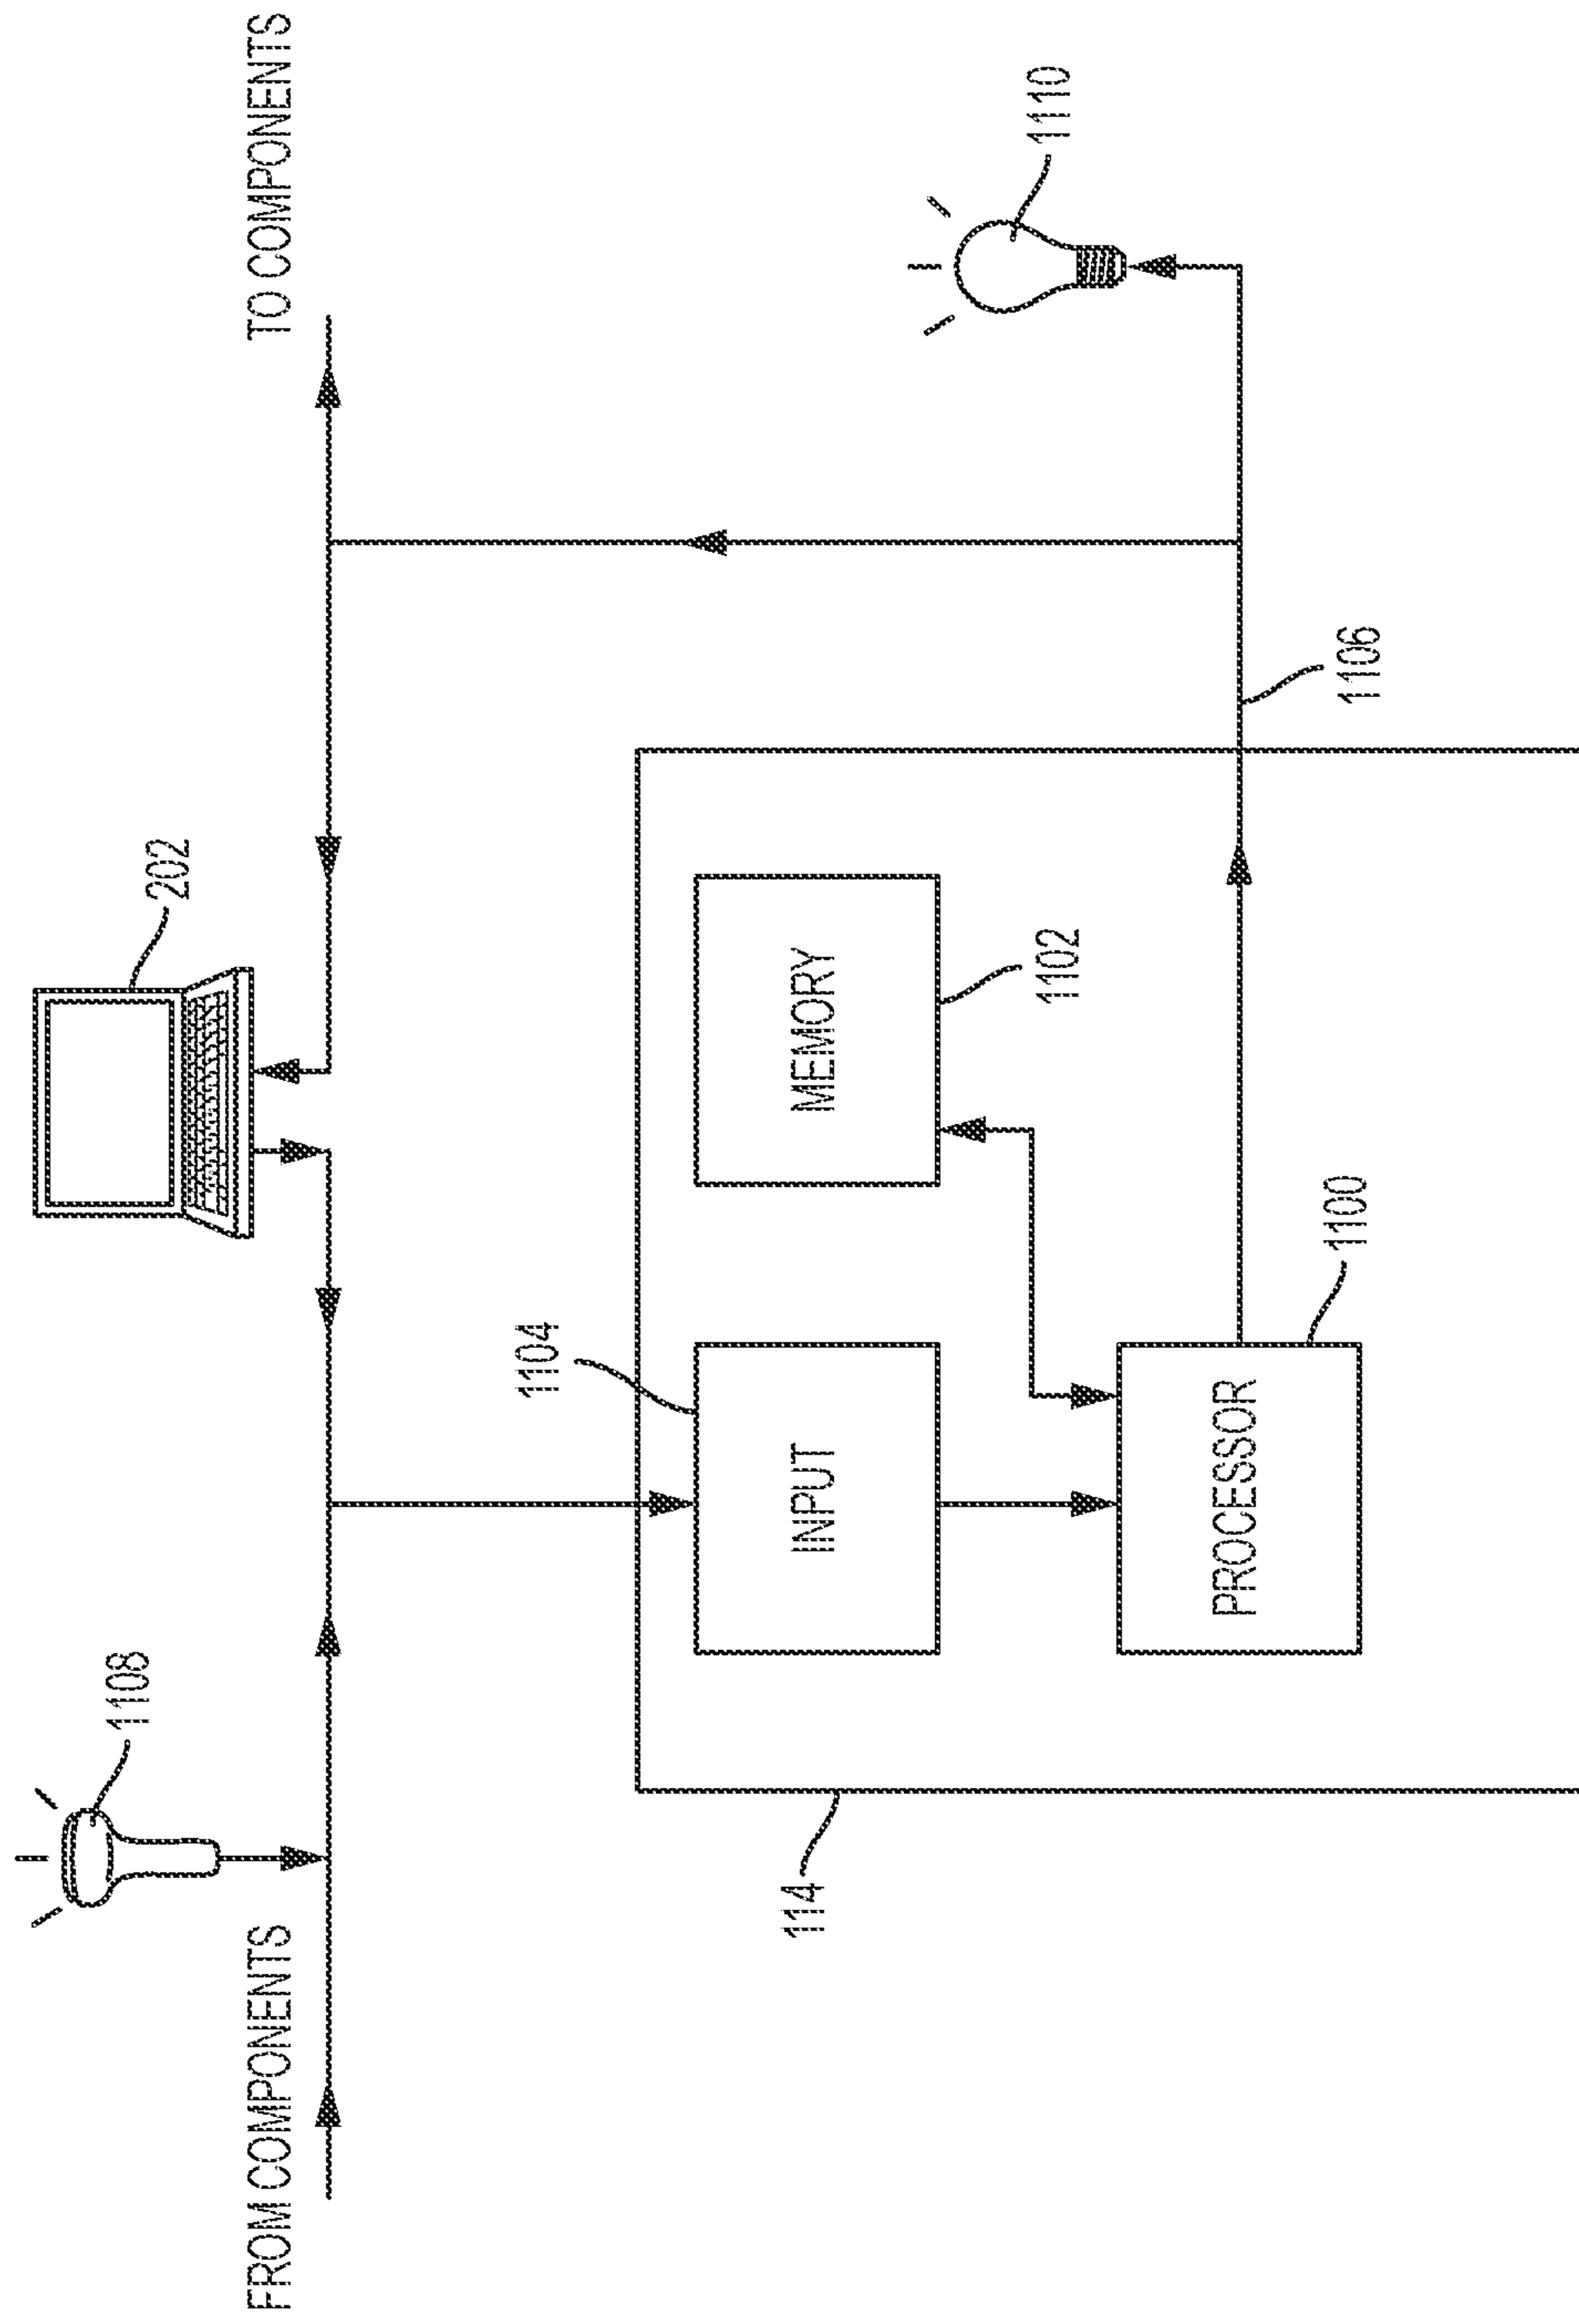 FROM COMPONENTS
1108
202
TO COMPONENTS
1104
114
INPUT
MEMORY
1102
PROCESSOR
1100
1106
1110